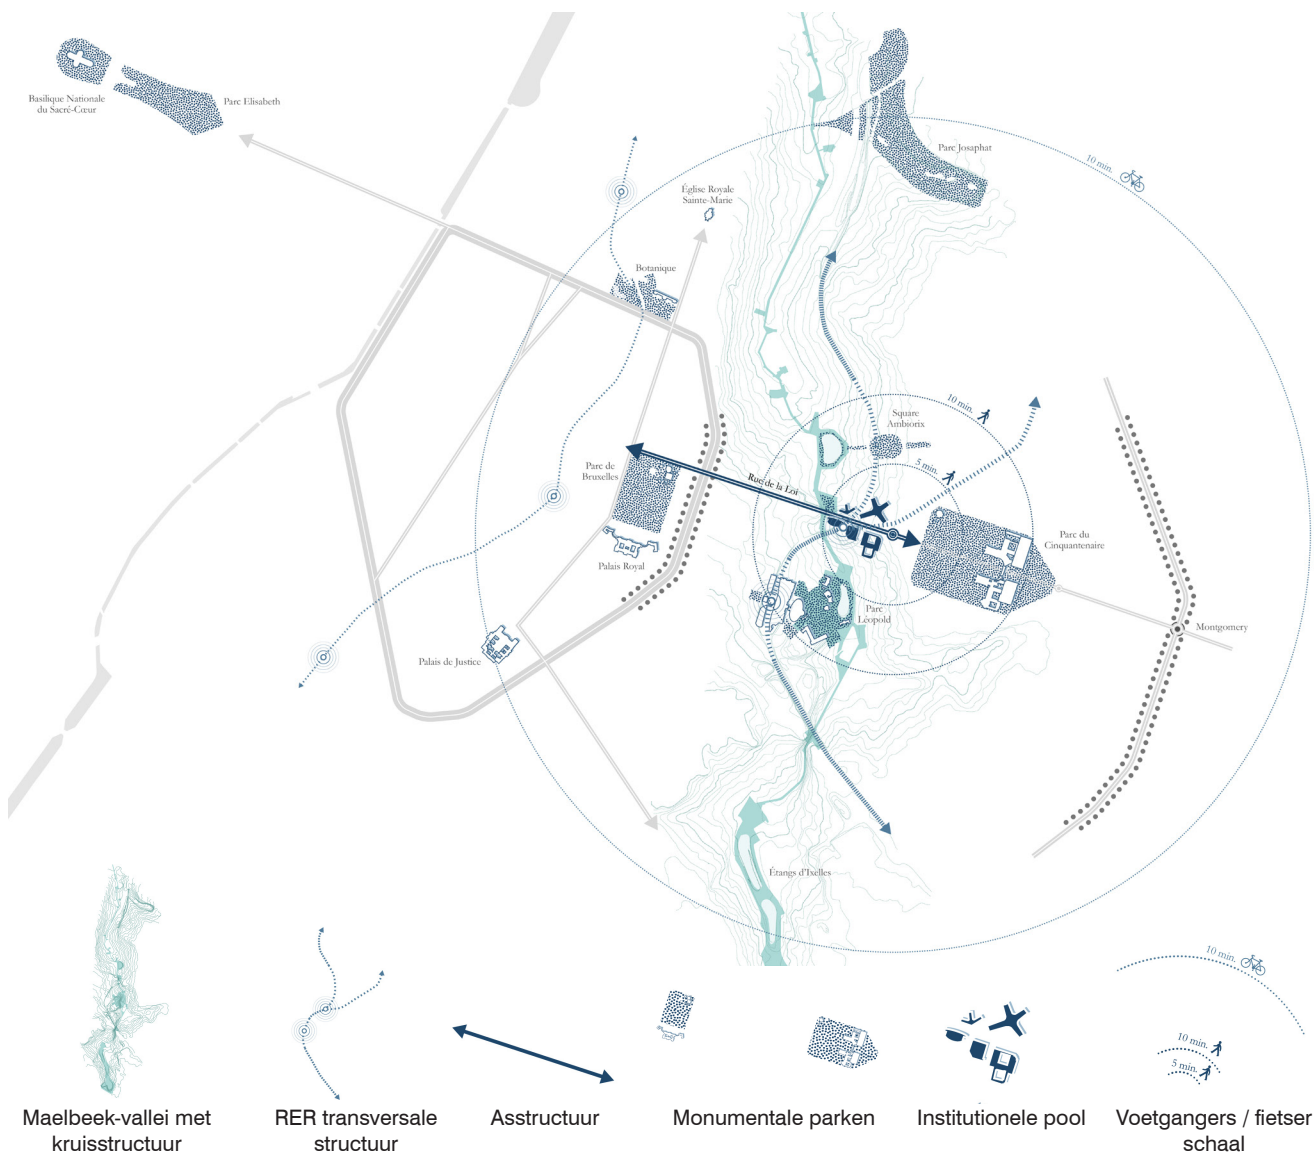 Basilique Nationale
du Sacré-Cœur
Parc Elisabeth
Parc Josaphat
10 min.
Église Royale
Sainte-Marie
Botanique
10 min.
Square
Ambiorix
5 min.
Parc de
Bruxelles
Rue de la Loi
Parc du
Cinquantenaire
Palais Royal
Parc
Léopold
Montgomery
Palais de Justice
Étangs d'Ixelles
10 min.
10 min.
5 min.
Maelbeek-vallei met
kruisstructuur
RER transversale
structuur
Asstructuur
Monumentale parken
Institutionele pool
Voetgangers / fietser
schaal